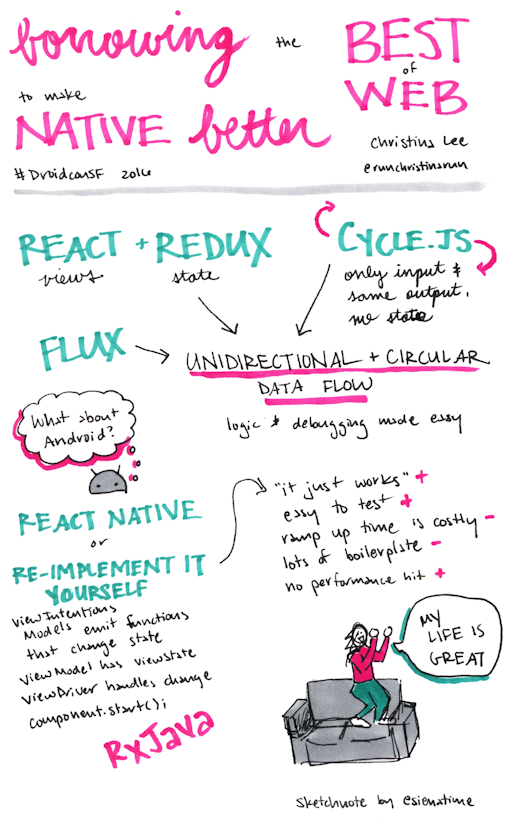 borrowing the BEST
of
to make WEB
NATIVE better
Christina Lee
#DroidconSF 2016
@runchristinarun
REACT + REDUX
views state
CYCLE.JS
only input &
same output,
no state
FLUX
UNIDIRECTIONAL + CIRCULAR
DATA FLOW
logic & debugging made easy
What about
Android?
REACT NATIVE
or
RE-IMPLEMENT IT
YOURSELF
viewIntentions
Models emit functions
that change state
viewModel has viewState
viewDriver handles change
component.start();
RxJava
"it just works" +
easy to test +
ramp up time is costly -
lots of boilerplate -
no performance hit +
MY
LIFE IS
GREAT
sketchnote by @sienatime